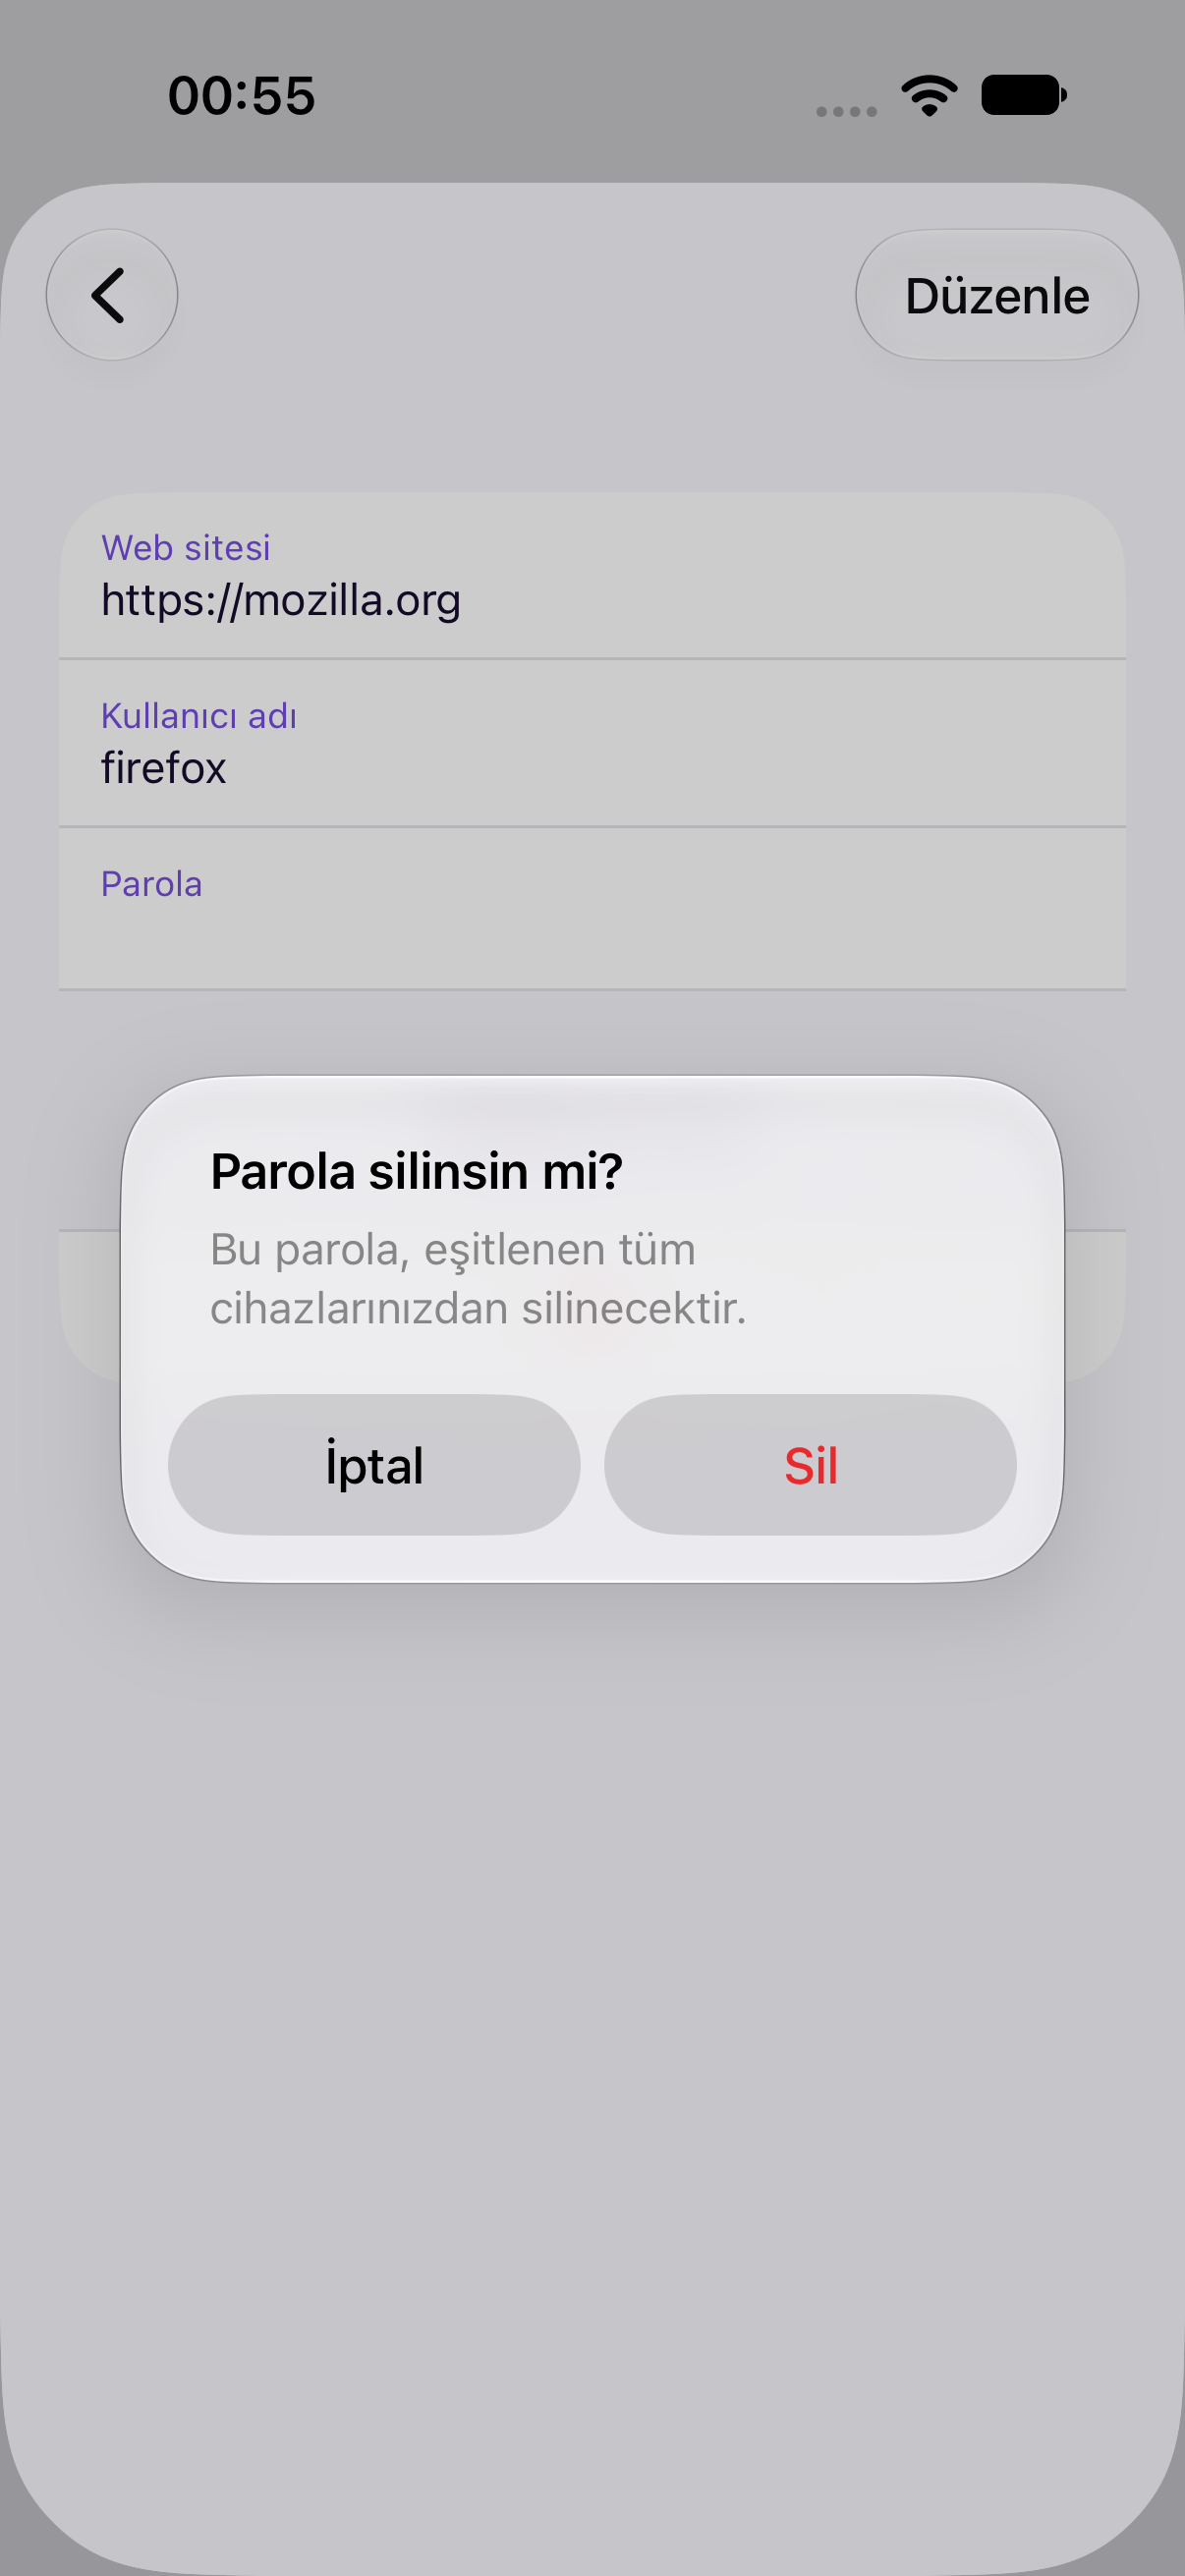 00:55
Düzenle
Web sitesi
https://mozilla.org
Kullanıcı adı
firefox
Parola
Parola silinsin mi?
Bu parola, eşitlenen tüm
cihazlarınızdan silinecektir.
İptal
Sil